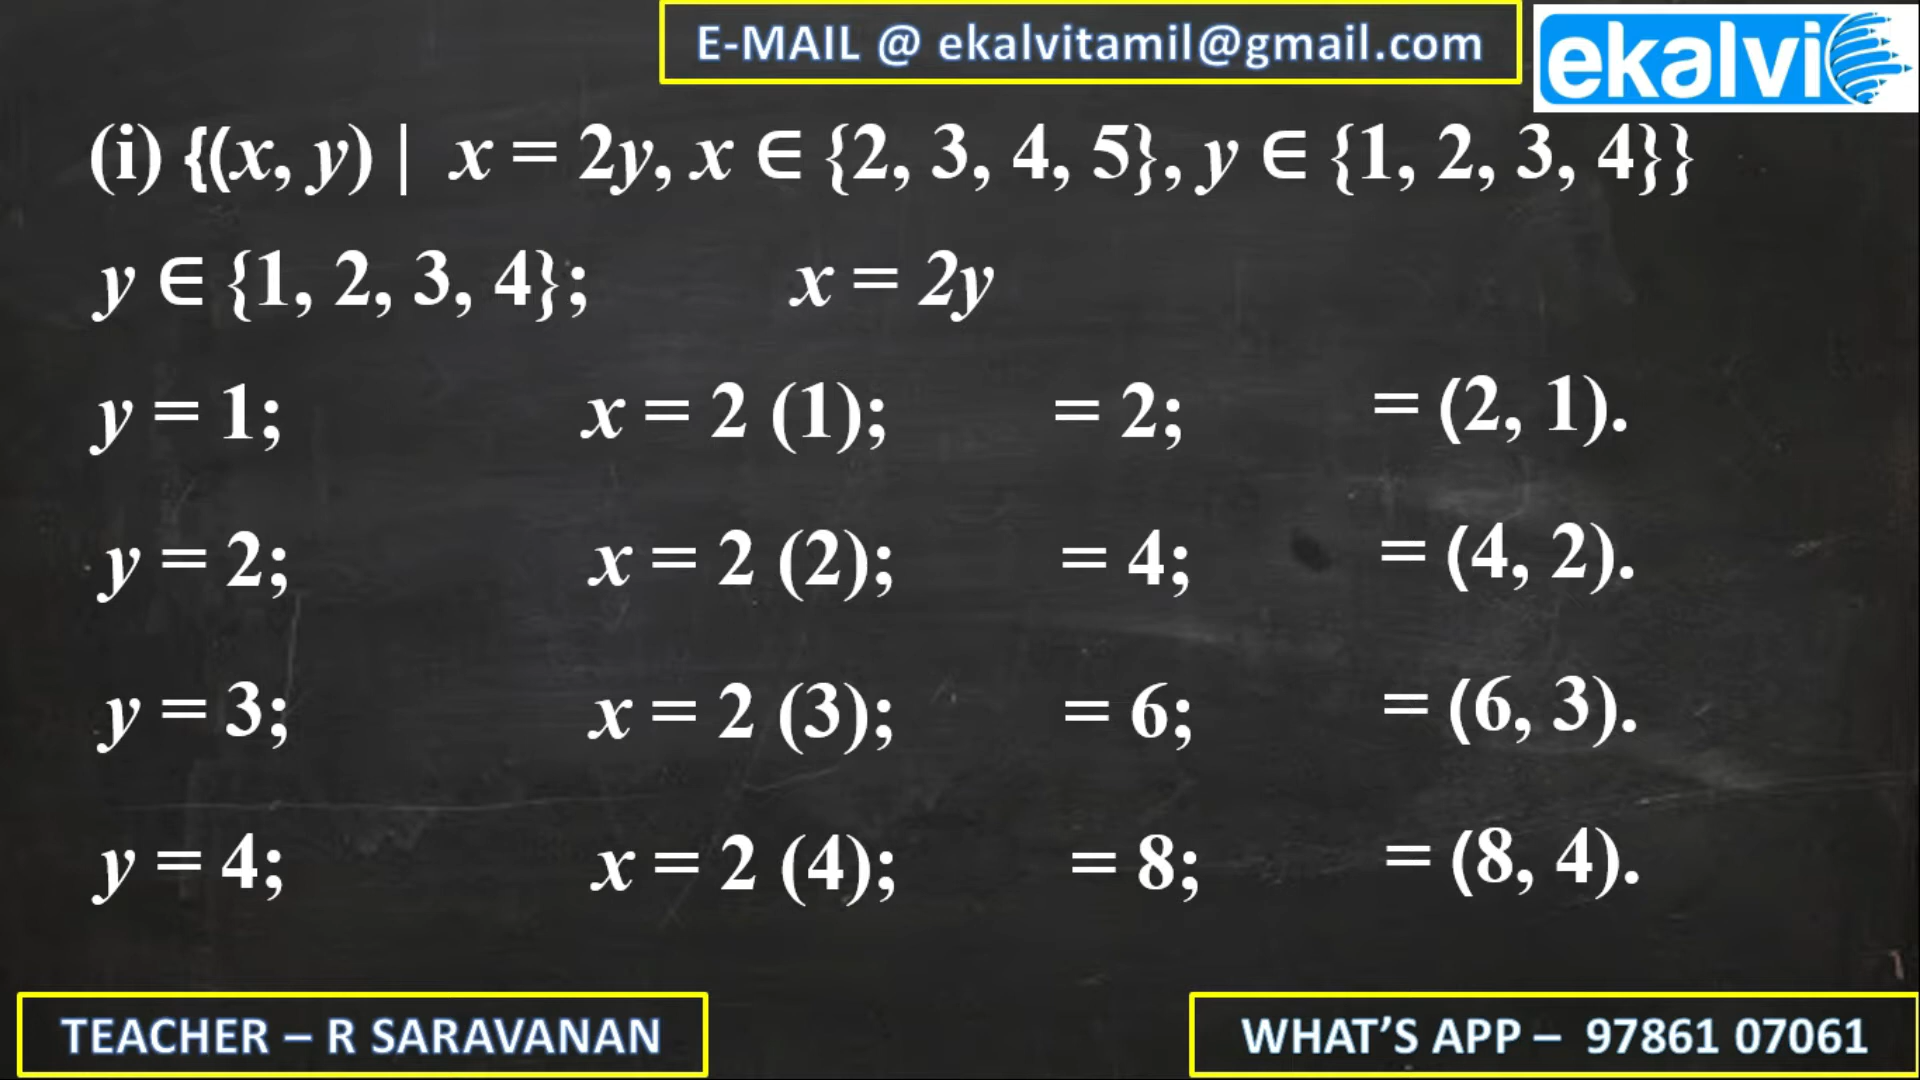 E-MAIL @ ekalvitamil@gmail.com
ekalvi
(i) {(x, y) | x = 2y, x ∈ {2, 3, 4, 5}, y ∈ {1, 2, 3, 4}}
y ∈ {1, 2, 3, 4}; x = 2y
y = 1; x = 2 (1); = 2; = (2, 1).
y = 2; x = 2 (2); = 4; = (4, 2).
y = 3; x = 2 (3); = 6; = (6, 3).
y = 4; x = 2 (4); = 8; = (8, 4).
TEACHER – R SARAVANAN
WHAT’S APP – 97861 07061